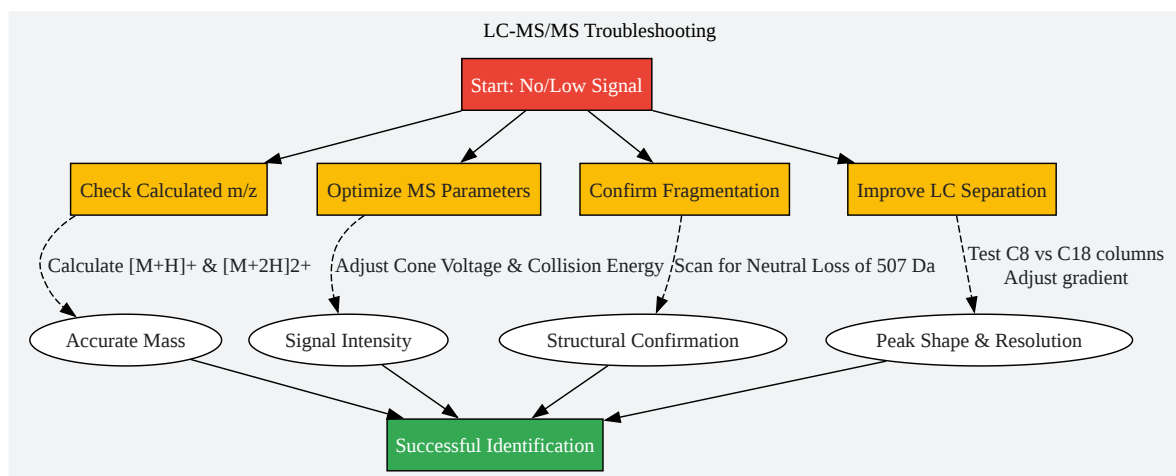 LC-MS/MS Troubleshooting
Start: No/Low Signal
Check Calculated m/z
Optimize MS Parameters
Confirm Fragmentation
Improve LC Separation
Calculate [M+H]+ & [M+2H]2+
Adjust Cone Voltage & Collision Energy
Scan for Neutral Loss of 507 Da
Test C8 vs C18 columns
Adjust gradient
Accurate Mass
Signal Intensity
Structural Confirmation
Peak Shape & Resolution
Successful Identification